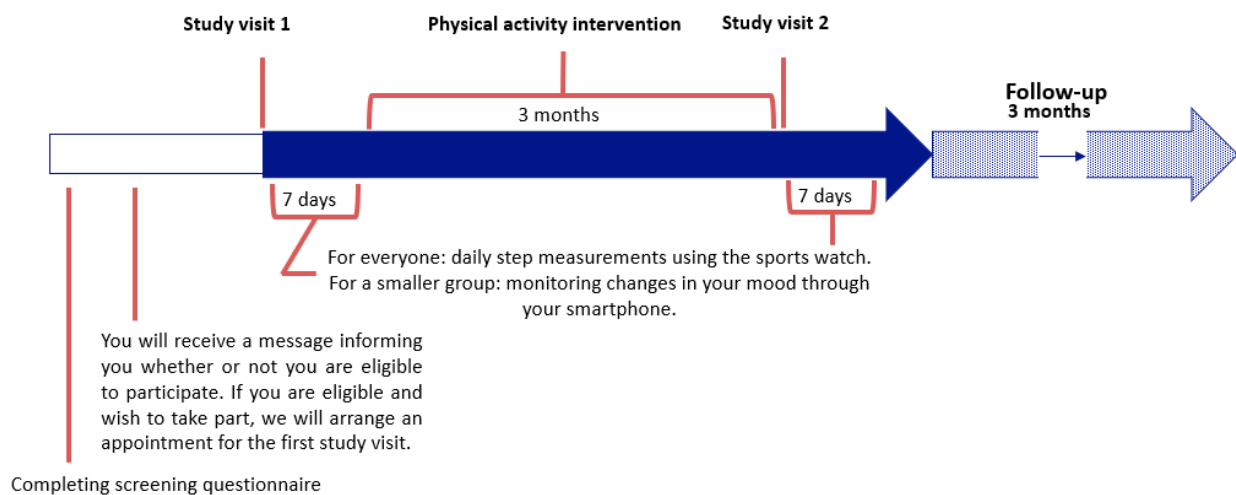 Study visit 1
Physical activity intervention
Study visit 2
3 months
Follow-up
3 months
7 days
7 days
For everyone: daily step measurements using the sports watch.
For a smaller group: monitoring changes in your mood through
your smartphone.
You will receive a message informing
you whether or not you are eligible
to participate. If you are eligible and
wish to take part, we will arrange an
appointment for the first study visit.
Completing screening questionnaire